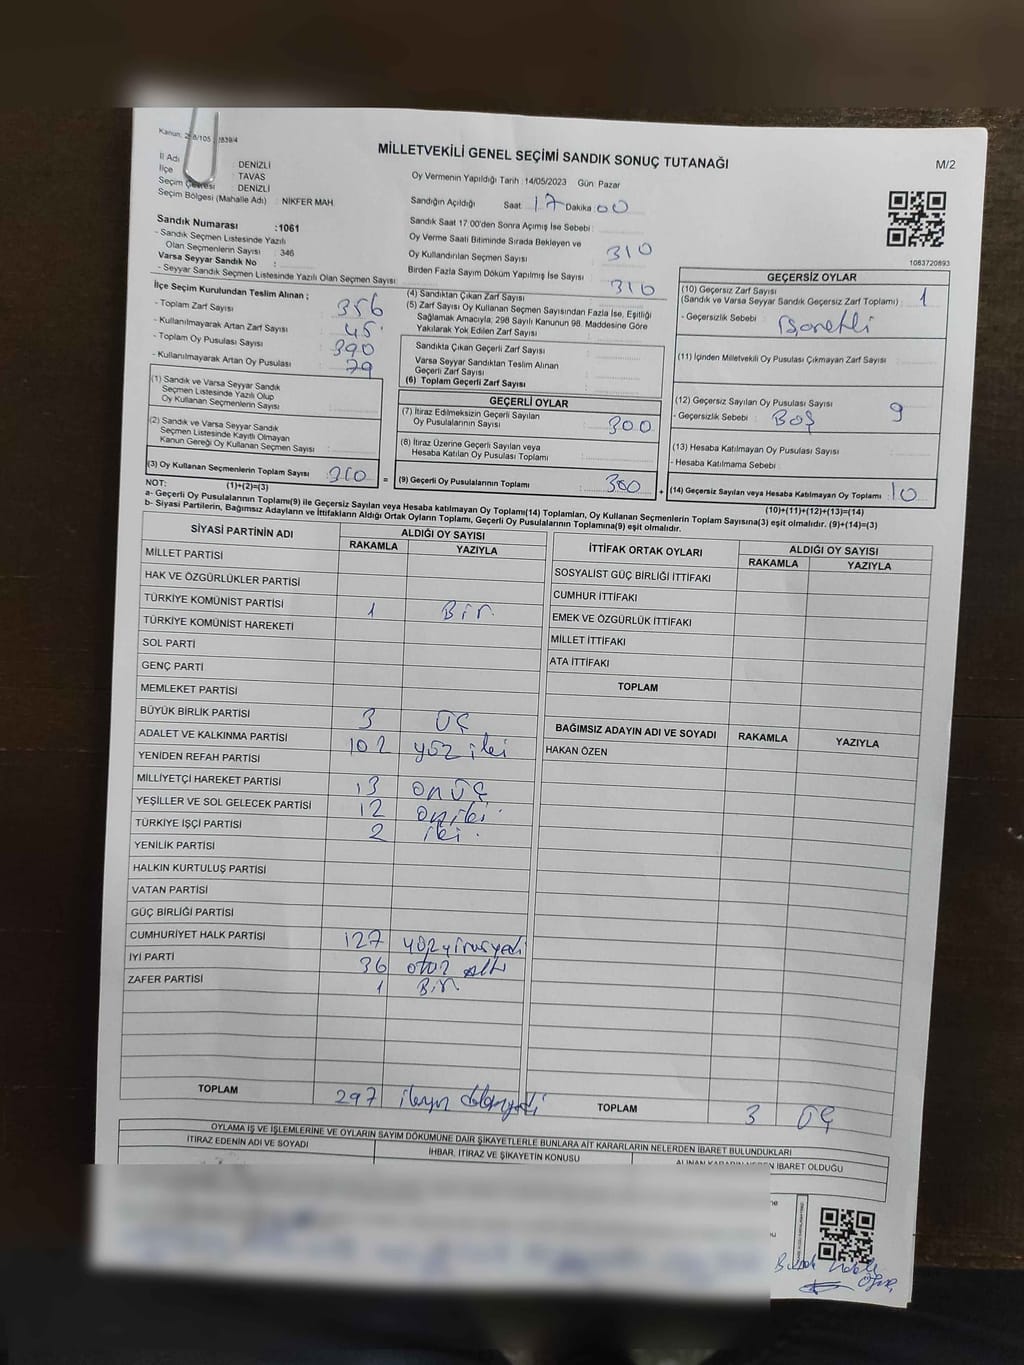 Kanun: 298/105, 2839/4
MİLLETVEKİLİ GENEL SEÇİMİ SANDIK SONUÇ TUTANAĞI
M/2
İl Adı : DENİZLİ
İlçe : TAVAS
Seçim Çevresi : DENİZLİ
Seçim Bölgesi (Mahalle Adı) : NİKFER MAH.
Oy Vermenin Yapıldığı Tarih :14/05/2023 Gün: Pazar
Sandığın Açıldığı Saat 17 Dakika 00
Sandık Saat 17:00'den Sonra Açımış İse Sebebi
Oy Verme Saati Bitiminde Sırada Bekleyen ve
Oy Kullandırılan Seçmen Sayısı 310
Birden Fazla Sayım Döküm Yapılmış İse Sayısı
1063720893
Sandık Numarası :1061
- Sandık Seçmen Listesinde Yazılı
Olan Seçmenlerin Sayısı : 346
Varsa Seyyar Sandık No :
- Seyyar Sandık Seçmen Listesinde Yazılı Olan Seçmen Sayısı:
İlçe Seçim Kurulundan Teslim Alınan ;
- Toplam Zarf Sayısı 356
- Kullanılmayarak Artan Zarf Sayısı 45
- Toplam Oy Pusulası Sayısı 390
- Kullanılmayarak Artan Oy Pusulası 79
(1) Sandık ve Varsa Seyyar Sandık
Seçmen Listesinde Yazılı Olup
Oy Kullanan Seçmenlerin Sayısı :
(2) Sandık ve Varsa Seyyar Sandık
Seçmen Listesinde Kayıtlı Olmayan
Kanun Gereği Oy Kullanan Seçmen Sayısı :
(3) Oy Kullanan Seçmenlerin Toplam Sayısı : 310 =
(4) Sandıktan Çıkan Zarf Sayısı : 310
(5) Zarf Sayısı Oy Kullanan Seçmen Sayısından Fazla İse, Eşitliği
Sağlamak Amacıyla, 298 Sayılı Kanunun 98. Maddesine Göre
Yakılarak Yok Edilen Zarf Sayısı
Sandıkta Çıkan Geçerli Zarf Sayısı
Varsa Seyyar Sandıktan Teslim Alınan
Geçerli Zarf Sayısı
(6) Toplam Geçerli Zarf Sayısı
GEÇERLİ OYLAR
(7) İtiraz Edilmeksizin Geçerli Sayılan
Oy Pusulalarının Sayısı : 300
(8) İtiraz Üzerine Geçerli Sayılan veya
Hesaba Katılan Oy Pusulası Toplamı
(9) Geçerli Oy Pusulalarının Toplamı : 300 +
GEÇERSİZ OYLAR
(10) Geçersiz Zarf Sayısı
(Sandık ve Varsa Seyyar Sandık Geçersiz Zarf Toplamı) : 1
- Geçersizlik Sebebi :
(11) İçinden Milletvekili Oy Pusulası Çıkmayan Zarf Sayısı
(12) Geçersiz Sayılan Oy Pusulası Sayısı 9
- Geçersizlik Sebebi : BOŞ
(13) Hesaba Katılmayan Oy Pusulası Sayısı
- Hesaba Katılmama Sebebi
(14) Geçersiz Sayılan veya Hesaba Katılmayan Oy Toplamı : 10
NOT: (1)+(2)=(3)
(10)+(11)+(12)+(13)=(14)
a- Geçerli Oy Pusulalarının Toplamı(9) ile Geçersiz Sayılan veya Hesaba katılmayan Oy Toplamı(14) Toplamları, Oy Kullanan Seçmenlerin Toplam Sayısına(3) eşit olmalıdır. (9)+(14)=(3)
b- Siyasi Partilerin, Bağımsız Adayların ve İttifakların Aldığı Oy Oyların Toplamı, Geçerli Oy Pusulalarının Toplamına(9) eşit olmalıdır.
SİYASİ PARTİNİN ADI ALDIĞI OY SAYISI
RAKAMLA YAZIYLA
MİLLET PARTİSİ
HAK VE ÖZGÜRLÜKLER PARTİSİ
TÜRKİYE KOMÜNİST PARTİSİ 1 Bir
TÜRKİYE KOMÜNİST HAREKETİ
SOL PARTİ
GENÇ PARTİ
MEMLEKET PARTİSİ
BÜYÜK BİRLİK PARTİSİ 3 ÜÇ
ADALET VE KALKINMA PARTİSİ 102 yüz iki
YENİDEN REFAH PARTİSİ
MİLLİYETÇİ HAREKET PARTİSİ 13 on ÜÇ
YEŞİLLER VE SOL GELECEK PARTİSİ 12 on iki
TÜRKİYE İŞÇİ PARTİSİ 2 iki
YENİLİK PARTİSİ
HALKIN KURTULUŞ PARTİSİ
VATAN PARTİSİ
GÜÇ BİRLİĞİ PARTİSİ
CUMHURİYET HALK PARTİSİ 127 yüz yirmi yedi
İYİ PARTİ 36 otuz altı
ZAFER PARTİSİ 1 Bir
TOPLAM 297
İTTİFAK ORTAK OYLARI ALDIĞI OY SAYISI
RAKAMLA YAZIYLA
SOSYALİST GÜÇ BİRLİĞİ İTTİFAKI
CUMHUR İTTİFAKI
EMEK VE ÖZGÜRLÜK İTTİFAKI
MİLLET İTTİFAKI
ATA İTTİFAKI
TOPLAM
BAĞIMSIZ ADAYIN ADI VE SOYADI RAKAMLA YAZIYLA
HAKAN ÖZEN
TOPLAM 3 ÜÇ
OYLAMA İŞ VE İŞLEMLERİNE VE OYLARIN SAYIM DÖKÜMÜNE DAİR ŞİKAYETLERLE BUNLARA AİT KARARLARIN NELERDEN İBARET BULUNDUKLARI
İTİRAZ EDENİN ADI VE SOYADI İHBAR, İTİRAZ VE ŞİKAYETİN KONUSU ALINAN KARARIN NEDEN İBARET OLDUĞU